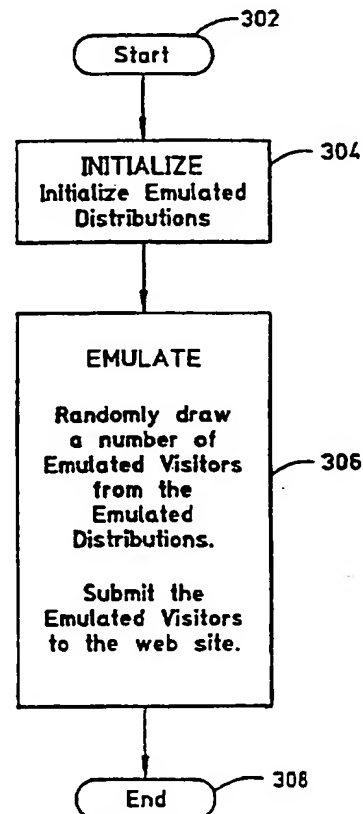 302
Start
304
INITIALIZE
Initialize Emulated
Distributions
EMULATE
Randomly draw
a number of
Emulated Visitors
from the
Emulated
Distributions.
306
Submit the
Emulated Visitors
to the web site.
308
End